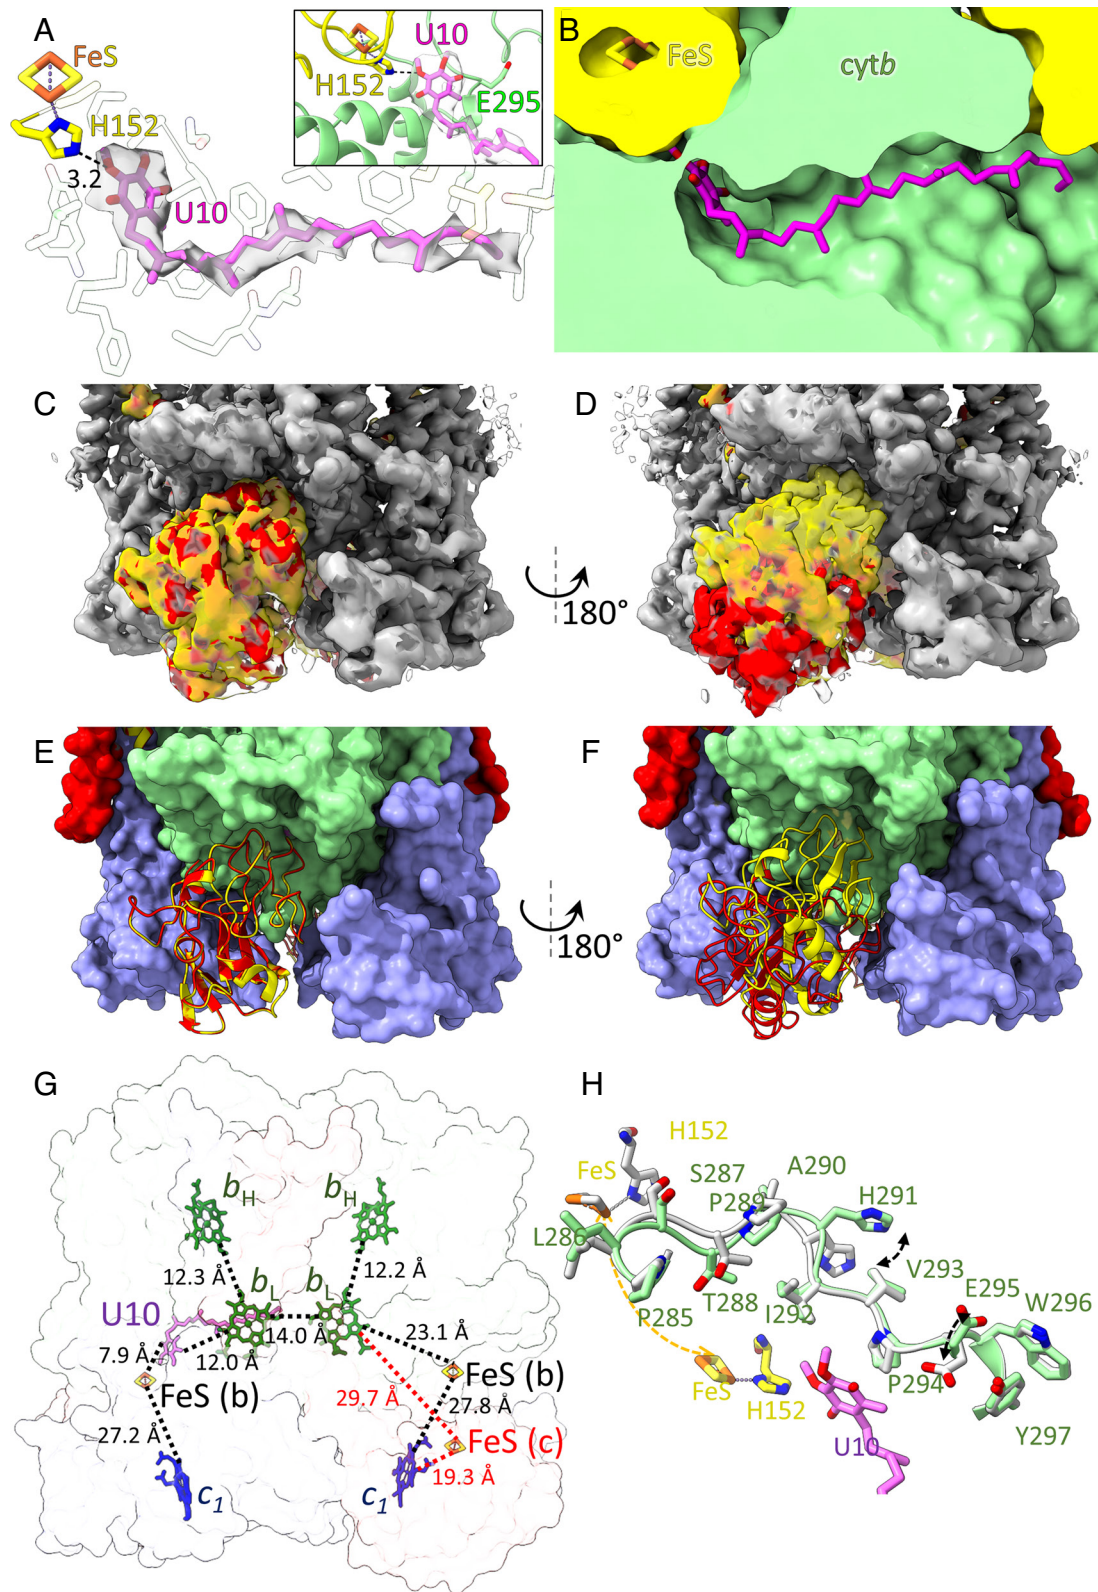 A
FeS
H152
3.2
U10
U10
H152
E295
B
FeS
cytb
C
D
180°
E
F
180°
G
bH
bH
12.3 Å
12.2 Å
bL
bL
U10
14.0 Å
23.1 Å
7.9 Å
12.0 Å
FeS (b)
FeS (b)
29.7 Å
27.8 Å
27.2 Å
FeS (c)
19.3 Å
c1
c1
H
H152
FeS
S287
A290
P289
H291
L286
V293
E295
P285
T288
I292
W296
FeS
H152
P294
U10
Y297